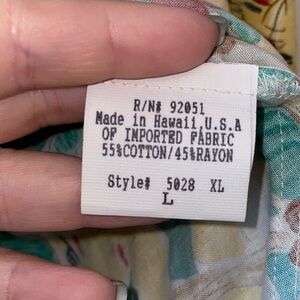 R/N# 92051
Made in Hawaii,U.S.A
OF IMPORTED FABRIC
55%COTTON/45%RAYON
Style# 5028 XL
L